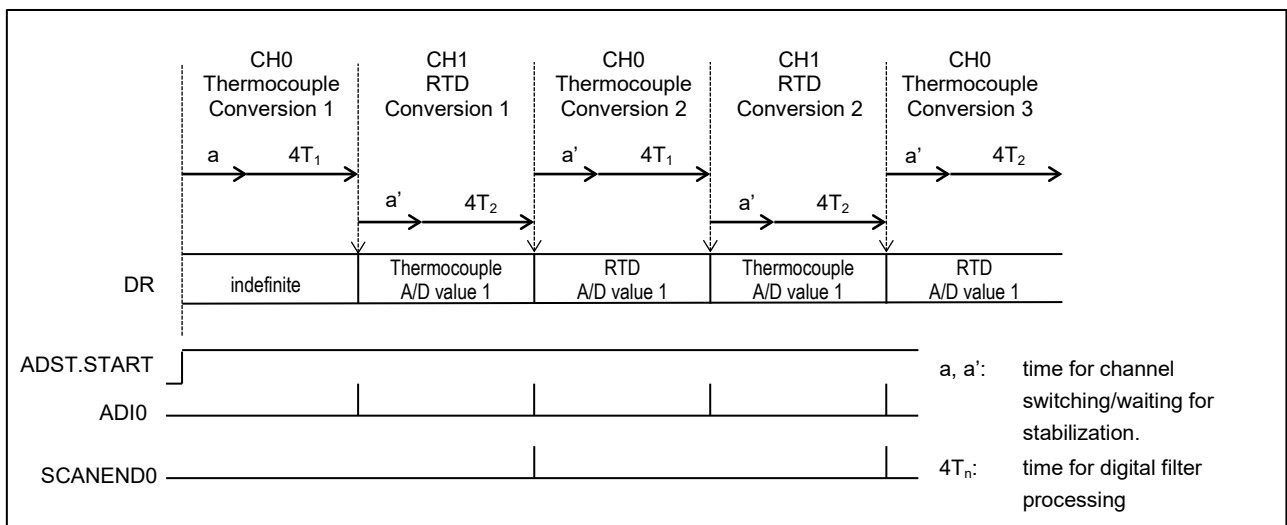 CH0
Thermocouple
Conversion 1
CH1
RTD
Conversion 1
CH0
Thermocouple
Conversion 2
CH1
RTD
Conversion 2
CH0
Thermocouple
Conversion 3
a
4T₁
a’
4T₁
a’
4T₂
a’
4T₂
a’
4T₂
DR
indefinite
Thermocouple
A/D value 1
RTD
A/D value 1
Thermocouple
A/D value 1
RTD
A/D value 1
ADST.START
ADI0
SCANEND0
a, a’: time for channel
switching/waiting for
stabilization.
4Tₙ: time for digital filter
processing